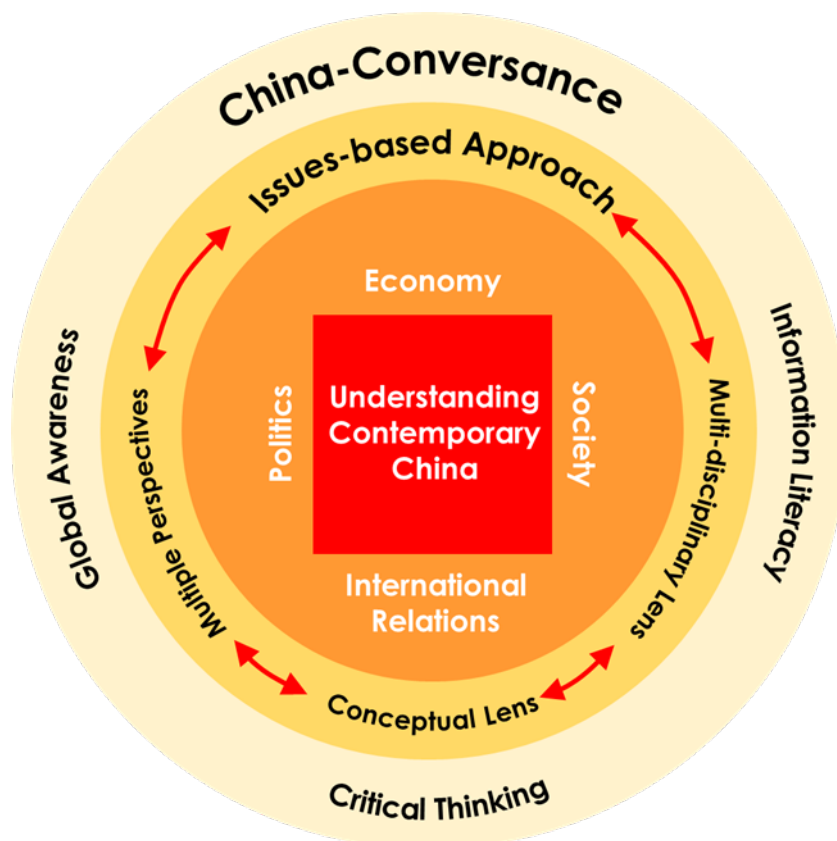 China-Conversance
Issues-based Approach
Economy
Politics
Understanding
Contemporary
China
Society
International
Relations
Multiple Perspectives
Multi-disciplinary Lens
Conceptual Lens
Global Awareness
Information Literacy
Critical Thinking